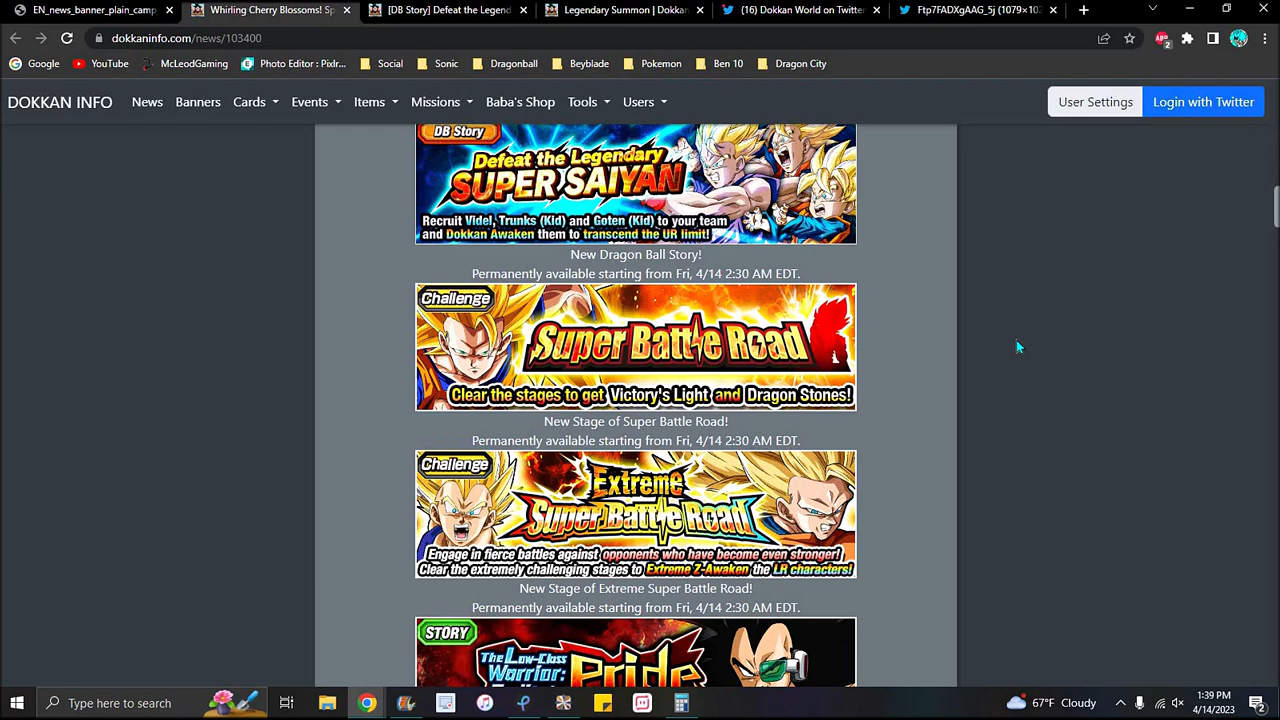 EN_news_banner_plain_camp
Whirling Cherry Blossoms! Sp
[DB Story] Defeat the Legend
Legendary Summon | Dokkan
(16) Dokkan World on Twitter
Ftp7FADXgAAG_5j (1079×102
dokkaninfo.com/news/103400
ABP
2
Google
YouTube
McLeodGaming
Photo Editor : Pixlr...
Social
Sonic
Dragonball
Beyblade
Pokemon
Ben 10
Dragon City
DOKKAN INFO
News
Banners
Cards
Events
Items
Missions
Baba's Shop
Tools
Users
User Settings
Login with Twitter
DB Story
Defeat the Legendary
SUPER SAIYAN
Recruit Videl, Trunks (Kid) and Goten (Kid) to your team
and Dokkan Awaken them to transcend the UR limit!
New Dragon Ball Story!
Permanently available starting from Fri, 4/14 2:30 AM EDT.
Challenge
Super Battle Road
Clear the stages to get Victory's Light and Dragon Stones!
New Stage of Super Battle Road!
Permanently available starting from Fri, 4/14 2:30 AM EDT.
Challenge
Extreme
Super Battle Road
Engage in fierce battles against opponents who have become even stronger!
Clear the extremely challenging stages to Extreme Z-Awaken the LR characters!
New Stage of Extreme Super Battle Road!
Permanently available starting from Fri, 4/14 2:30 AM EDT.
STORY
The Low-Class
Warrior:
Pride
Type here to search
67°F Cloudy
1:39 PM
4/14/2023
2